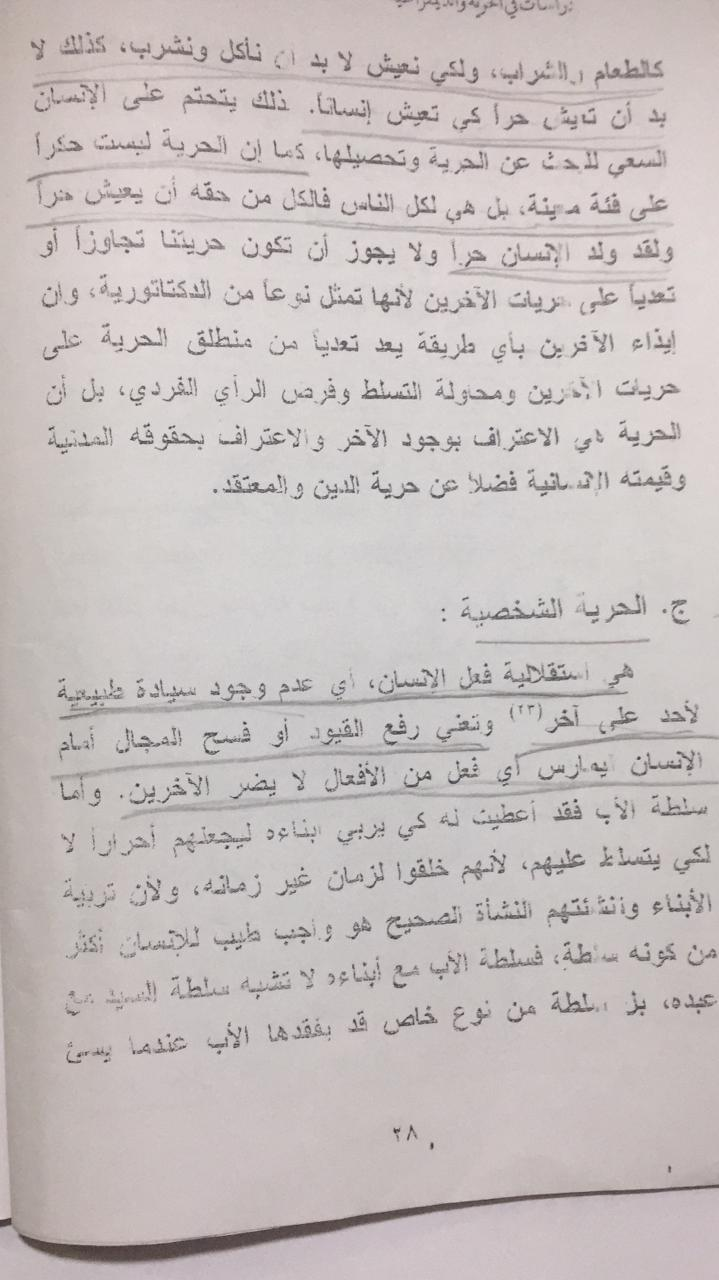 دراسات في الحرية والديمقراطية
كالطعام والشراب، ولكي نعيش لا بد أن نأكل ونشرب، كذلك لا
بد أن تعيش حراً كي تعيش إنساناً. ذلك يتحتم على الإنسان
السعي للبحث عن الحرية وتحصيلها، كما إن الحرية ليست حكراً
على فئة معينة، بل هي لكل الناس فالكل من حقه أن يعيش حراً
ولقد ولد الإنسان حراً ولا يجوز أن تكون حريتنا تجاوزاً أو
تعدياً على حريات الآخرين لأنها تمثل نوعاً من الدكتاتورية، وإن
إيذاء الآخرين بأي طريقة يعد تعدياً من منطلق الحرية على
حريات الآخرين ومحاولة التسلط وفرض الرأي الفردي، بل أن
الحرية هي الاعتراف بوجود الآخر والاعتراف بحقوقه المدنية
وقيمته الإنسانية فضلاً عن حرية الدين والمعتقد.
ج. الحرية الشخصية :
هي استقلالية فعل الإنسان، أي عدم وجود سيادة طبيعية
لأحد على آخر(٢٣) وتعني رفع القيود أو فسح المجال أمام
الإنسان ليمارس أي فعل من الأفعال لا يضر الآخرين. وأما
سلطة الأب فقد أعطيت له كي يربي ابناءه ليجعلهم أحراراً لا
لكي يتسلط عليهم، لأنهم خلقوا لزمان غير زمانه، ولأن تربية
الأبناء وانشائتهم النشأة الصحيح هو واجب طيب للإنسان أكثر
من كونه سلطة، فسلطة الأب مع أبناءه لا تشبه سلطة السيد مع
عبده، بل سلطة من نوع خاص قد يفقدها الأب عندما يسئ
٣٨